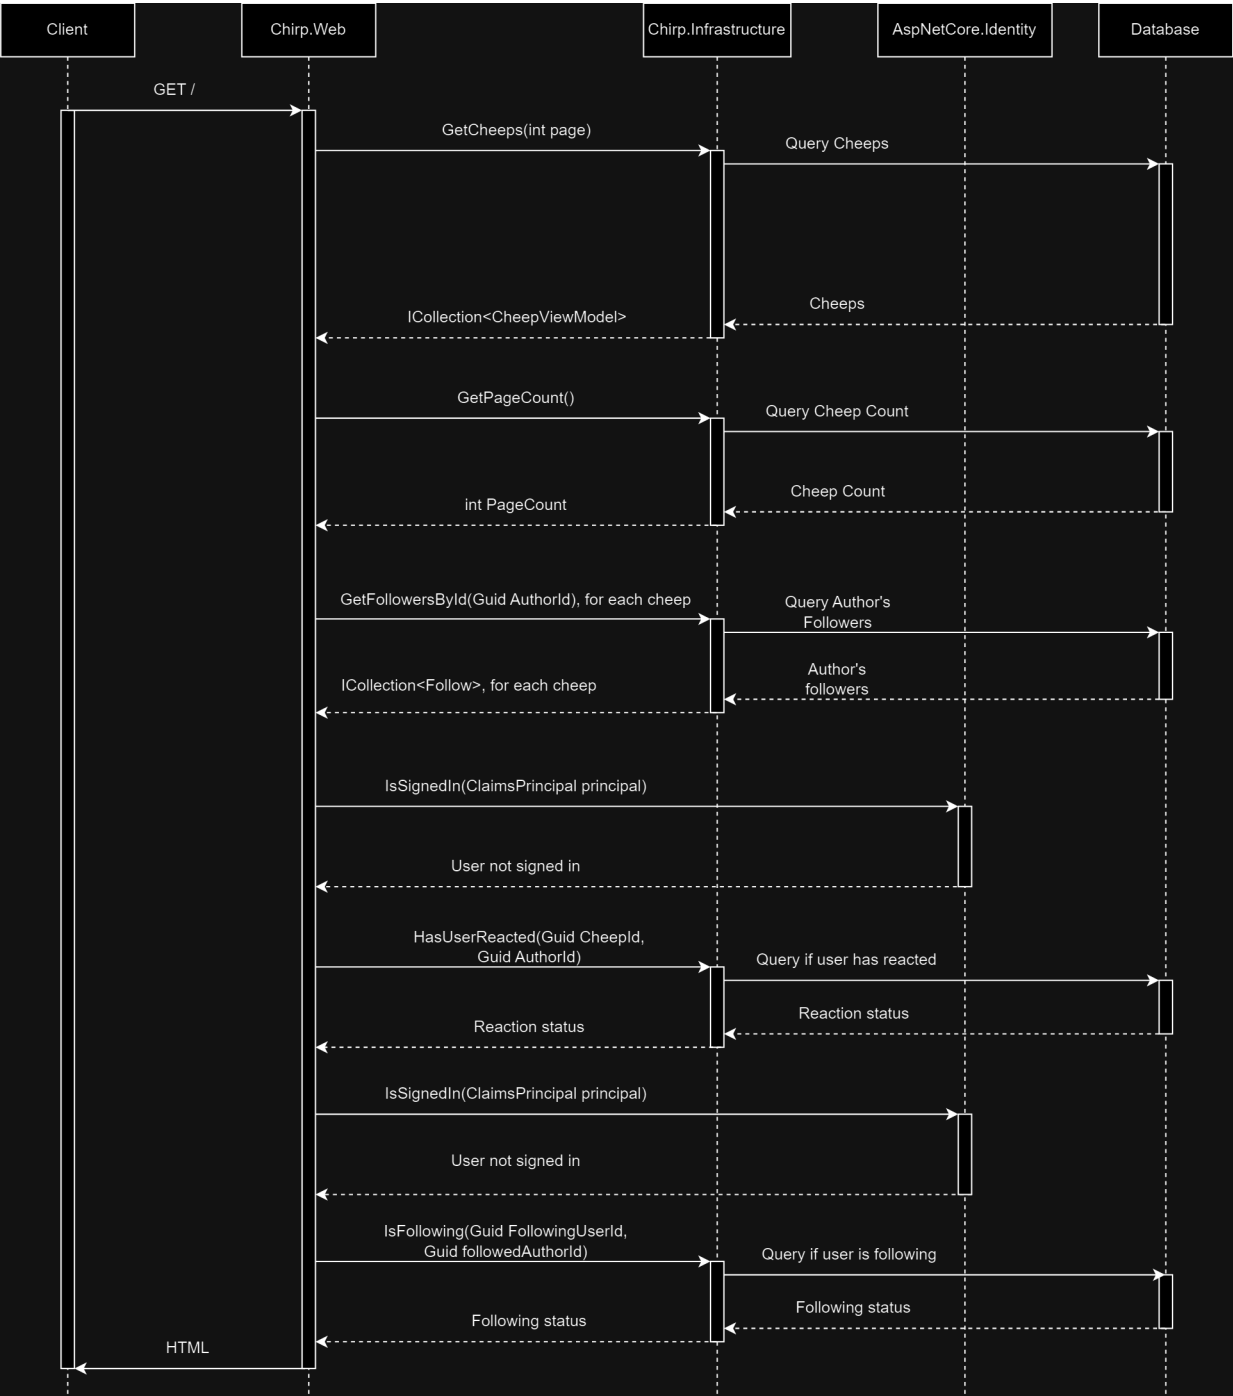 Client
Chirp.Web
Chirp.Infrastructure
AspNetCore.Identity
Database
GET /
GetCheeps(int page)
Query Cheeps
Cheeps
ICollection<CheepViewModel>
GetPageCount()
Query Cheep Count
Cheep Count
int PageCount
GetFollowersById(Guid AuthorId), for each cheep
Query Author's
Followers
Author's
followers
ICollection<Follow>, for each cheep
IsSignedIn(ClaimsPrincipal principal)
User not signed in
HasUserReacted(Guid CheepId,
Guid AuthorId)
Query if user has reacted
Reaction status
Reaction status
IsSignedIn(ClaimsPrincipal principal)
User not signed in
IsFollowing(Guid FollowingUserId,
Guid followedAuthorId)
Query if user is following
Following status
Following status
HTML